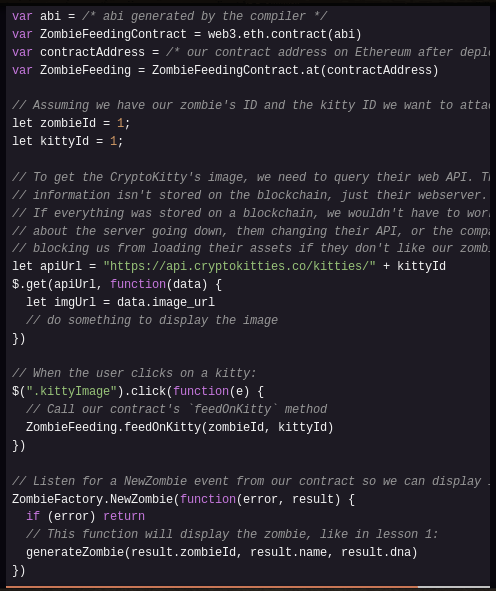 var abi = /* abi generated by the compiler */
var ZombieFeedingContract = web3.eth.contract(abi)
var contractAddress = /* our contract address on Ethereum after
var ZombieFeeding = ZombieFeedingContract.at(contractAddress)
// Assuming we have our zombie's ID and the kitty ID we want to
let zombieId = 1;
let kittyId = 1;
// To get the CryptoKitty's image, we need to query their web API.
// information isn't stored on the blockchain, just their webserver.
// If everything was stored on a blockchain, we wouldn't have to
// about the server going down, them changing their API, or the
// blocking us from loading their assets if they don't like our
let apiUrl = "https://api.cryptokitties.co/kitties/" + kittyId
$.get(apiUrl, function(data) {
let imgUrl = data.image_url
// do something to display the image
})
// When the user clicks on a kitty:
$(".kittyImage").click(function(e) {
// Call our contract's `feedOnKitty` method
ZombieFeeding.feedOnKitty(zombieId, kittyId)
})
// Listen for a NewZombie event from our contract so we can display
ZombieFactory.NewZombie(function(error, result) {
if (error) return
// This function will display the zombie, like in lesson 1:
generateZombie(result.zombieId, result.name, result.dna)
})